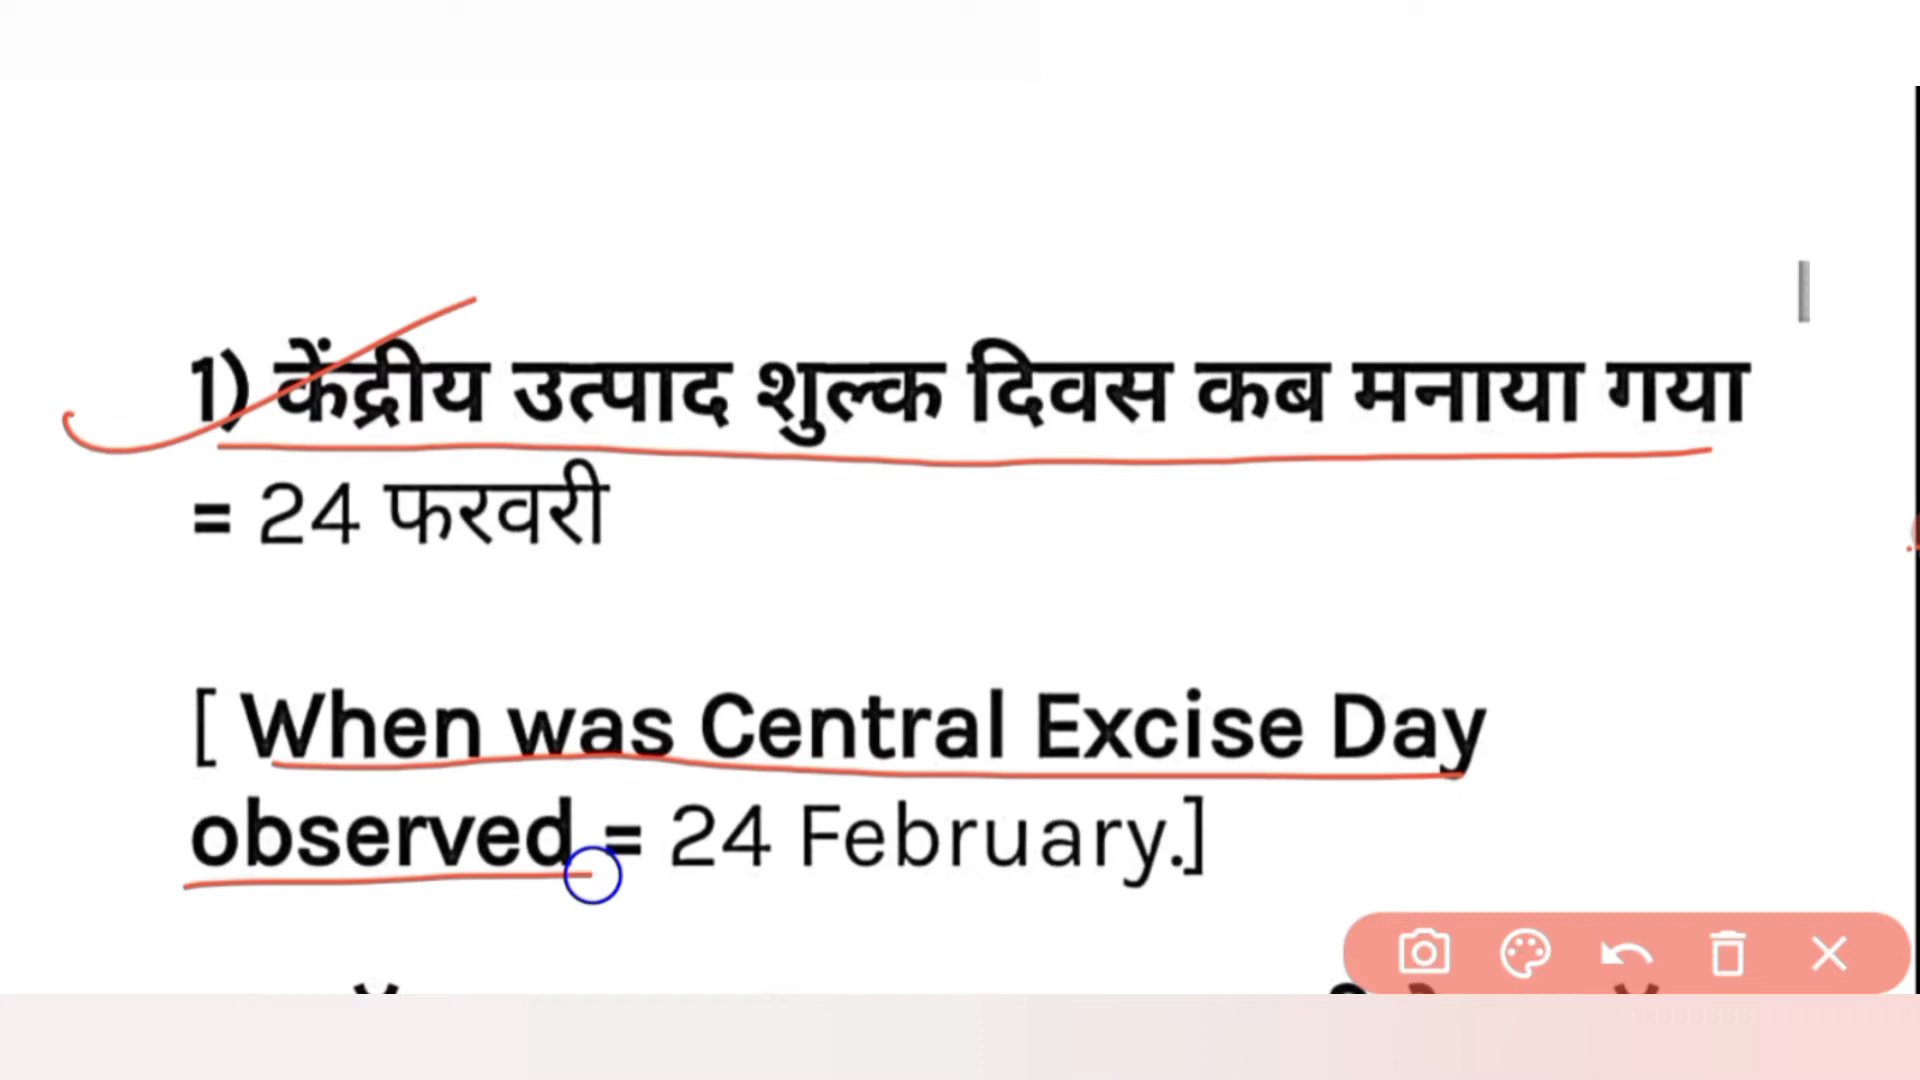 1) केंद्रीय उत्पाद शुल्क दिवस कब मनाया गया
= 24 फरवरी
[ When was Central Excise Day
observed = 24 February.]